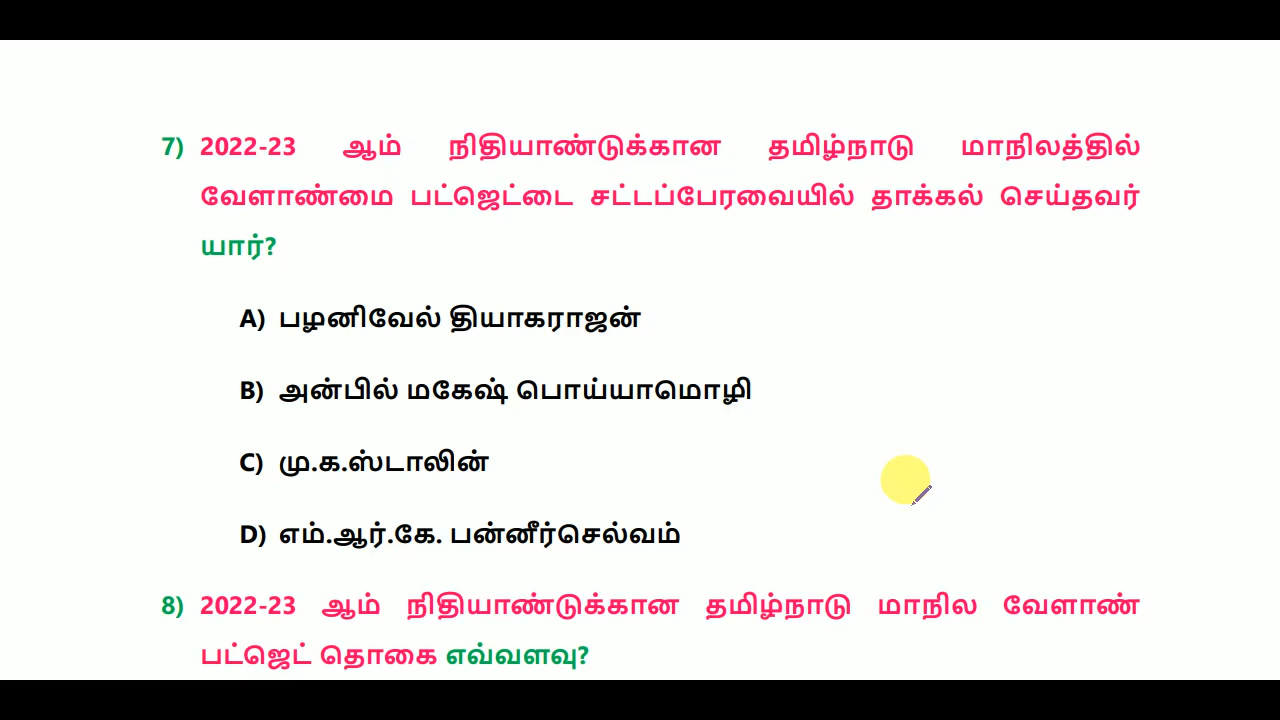 7) 2022-23 ஆம் நிதியாண்டுக்கான தமிழ்நாடு மாநிலத்தில்
வேளாண்மை பட்ஜெட்டை சட்டப்பேரவையில் தாக்கல் செய்தவர்
யார்?
A) பழனிவேல் தியாகராஜன்
B) அன்பில் மகேஷ் பொய்யாமொழி
C) மு.க.ஸ்டாலின்
D) எம்.ஆர்.கே. பன்னீர்செல்வம்
8) 2022-23 ஆம் நிதியாண்டுக்கான தமிழ்நாடு மாநில வேளாண்
பட்ஜெட் தொகை எவ்வளவு?